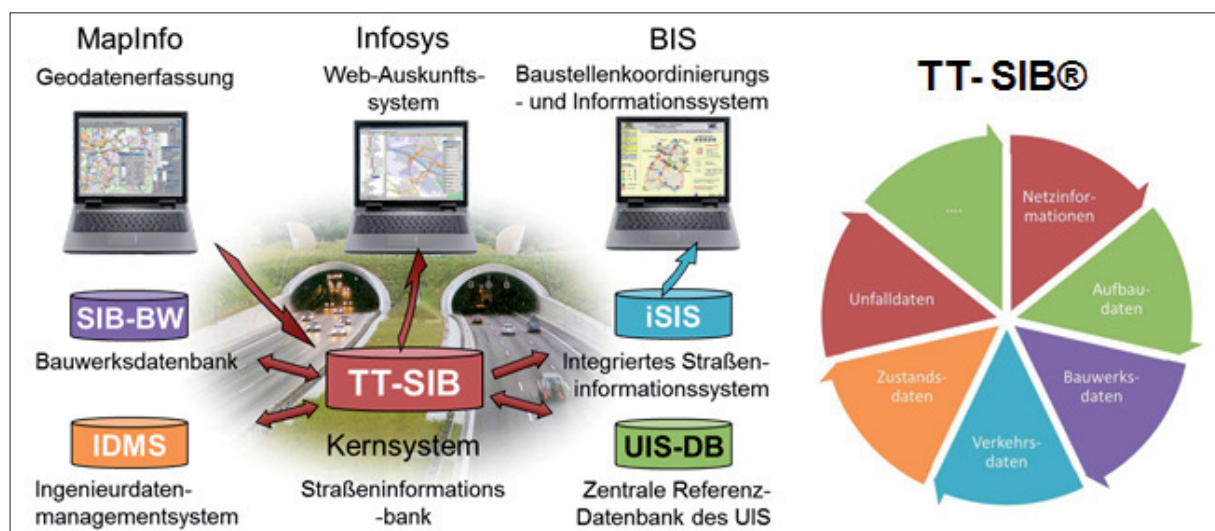 MapInfo
Geodatenerfassung
Infosys
Web-Auskunfts-
system
BIS
Baustellenkoordinierungs
- und Informationssystem
SIB-BW
Bauwerksdatenbank
IDMS
Ingenieurdaten-
managementsystem
TT-SIB
Kernsystem
Straßeninformations
-bank
iSIS
Integriertes Straßen-
informationssystem
UIS-DB
Zentrale Referenz-
Datenbank des UIS
TT- SIB®
Netzinfor-
mationen
Aufbau-
daten
Bauwerks-
daten
Verkehrs-
daten
Zustands-
daten
Unfalldaten
....